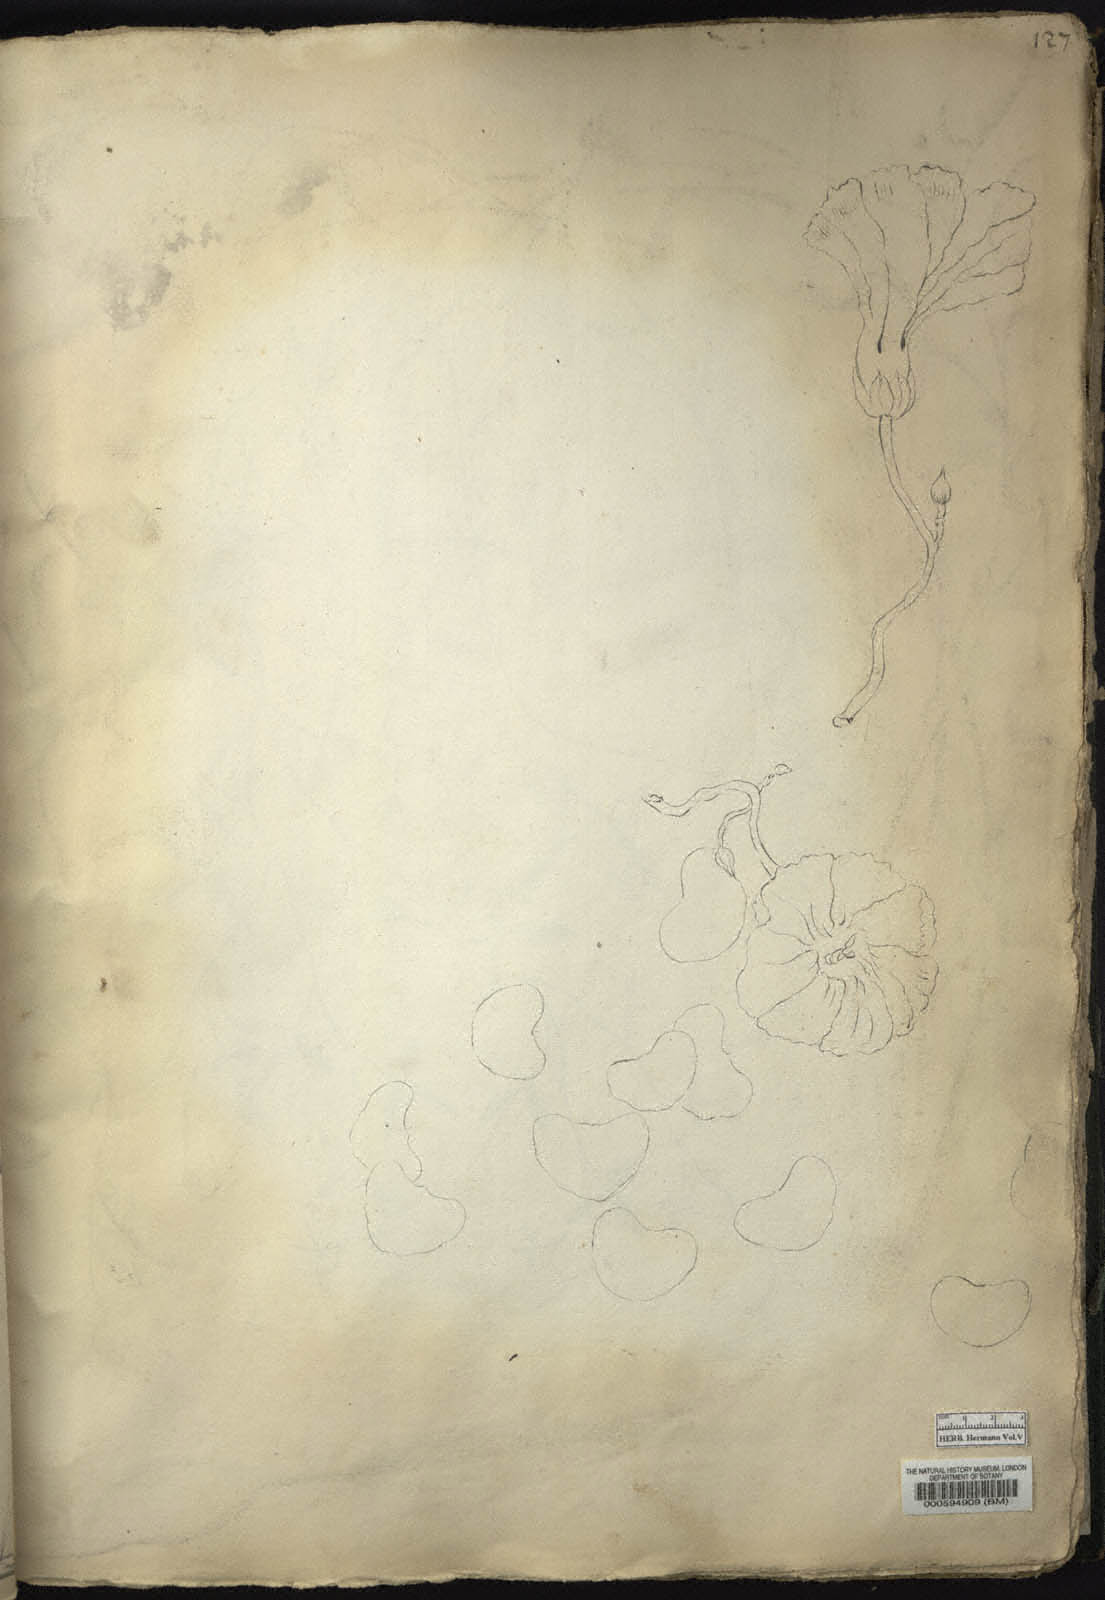 127
HERB. Hermann Vol.V
THE NATURAL HISTORY MUSEUM, LONDON
DEPARTMENT OF BOTANY
000594909 (BM)